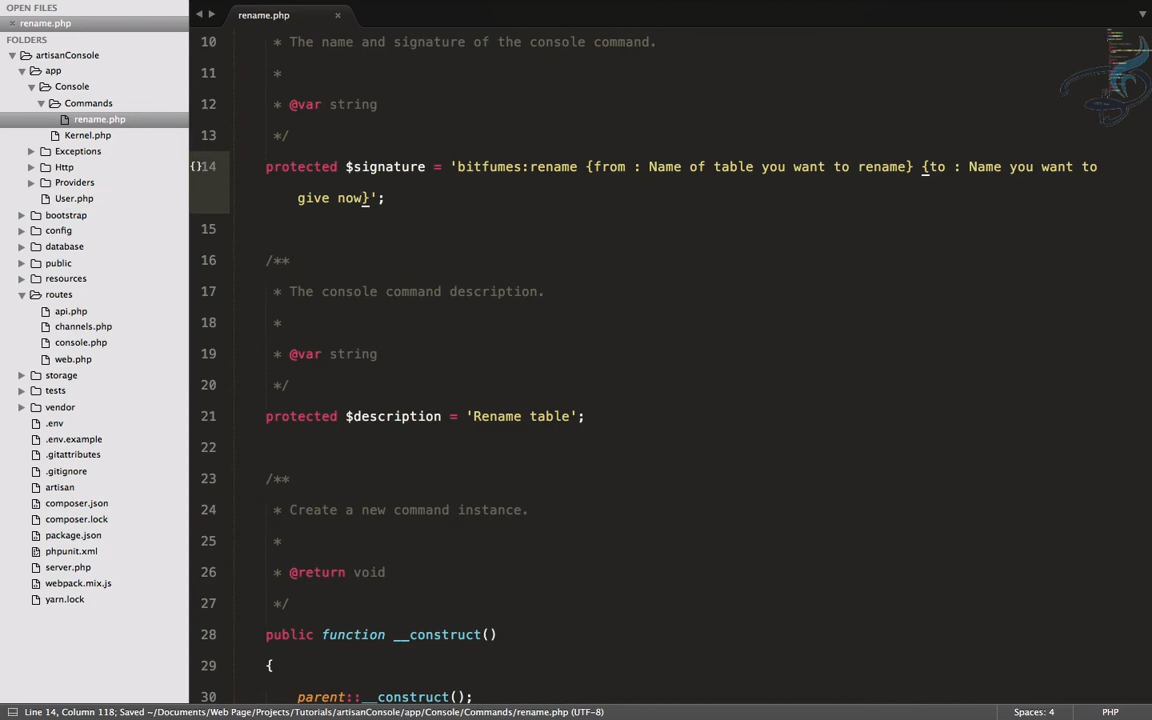 OPEN FILES
× rename.php
FOLDERS
artisanConsole
app
Console
Commands
rename.php
Kernel.php
Exceptions
Http
Providers
User.php
bootstrap
config
database
public
resources
routes
api.php
channels.php
console.php
web.php
storage
tests
vendor
.env
.env.example
.gitattributes
.gitignore
artisan
composer.json
composer.lock
package.json
phpunit.xml
server.php
webpack.mix.js
yarn.lock
rename.php ×
10 * The name and signature of the console command.
11 *
12 * @var string
13 */
{}14 protected $signature = 'bitfumes:rename {from : Name of table you want to rename} {to : Name you want to
give now}';
15
16 /**
17 * The console command description.
18 *
19 * @var string
20 */
21 protected $description = 'Rename table';
22
23 /**
24 * Create a new command instance.
25 *
26 * @return void
27 */
28 public function __construct()
29 {
30 parent::__construct();
Line 14, Column 118; Saved ~/Documents/Web Page/Projects/Tutorials/artisanConsole/app/Console/Commands/rename.php (UTF-8)
Spaces: 4
PHP